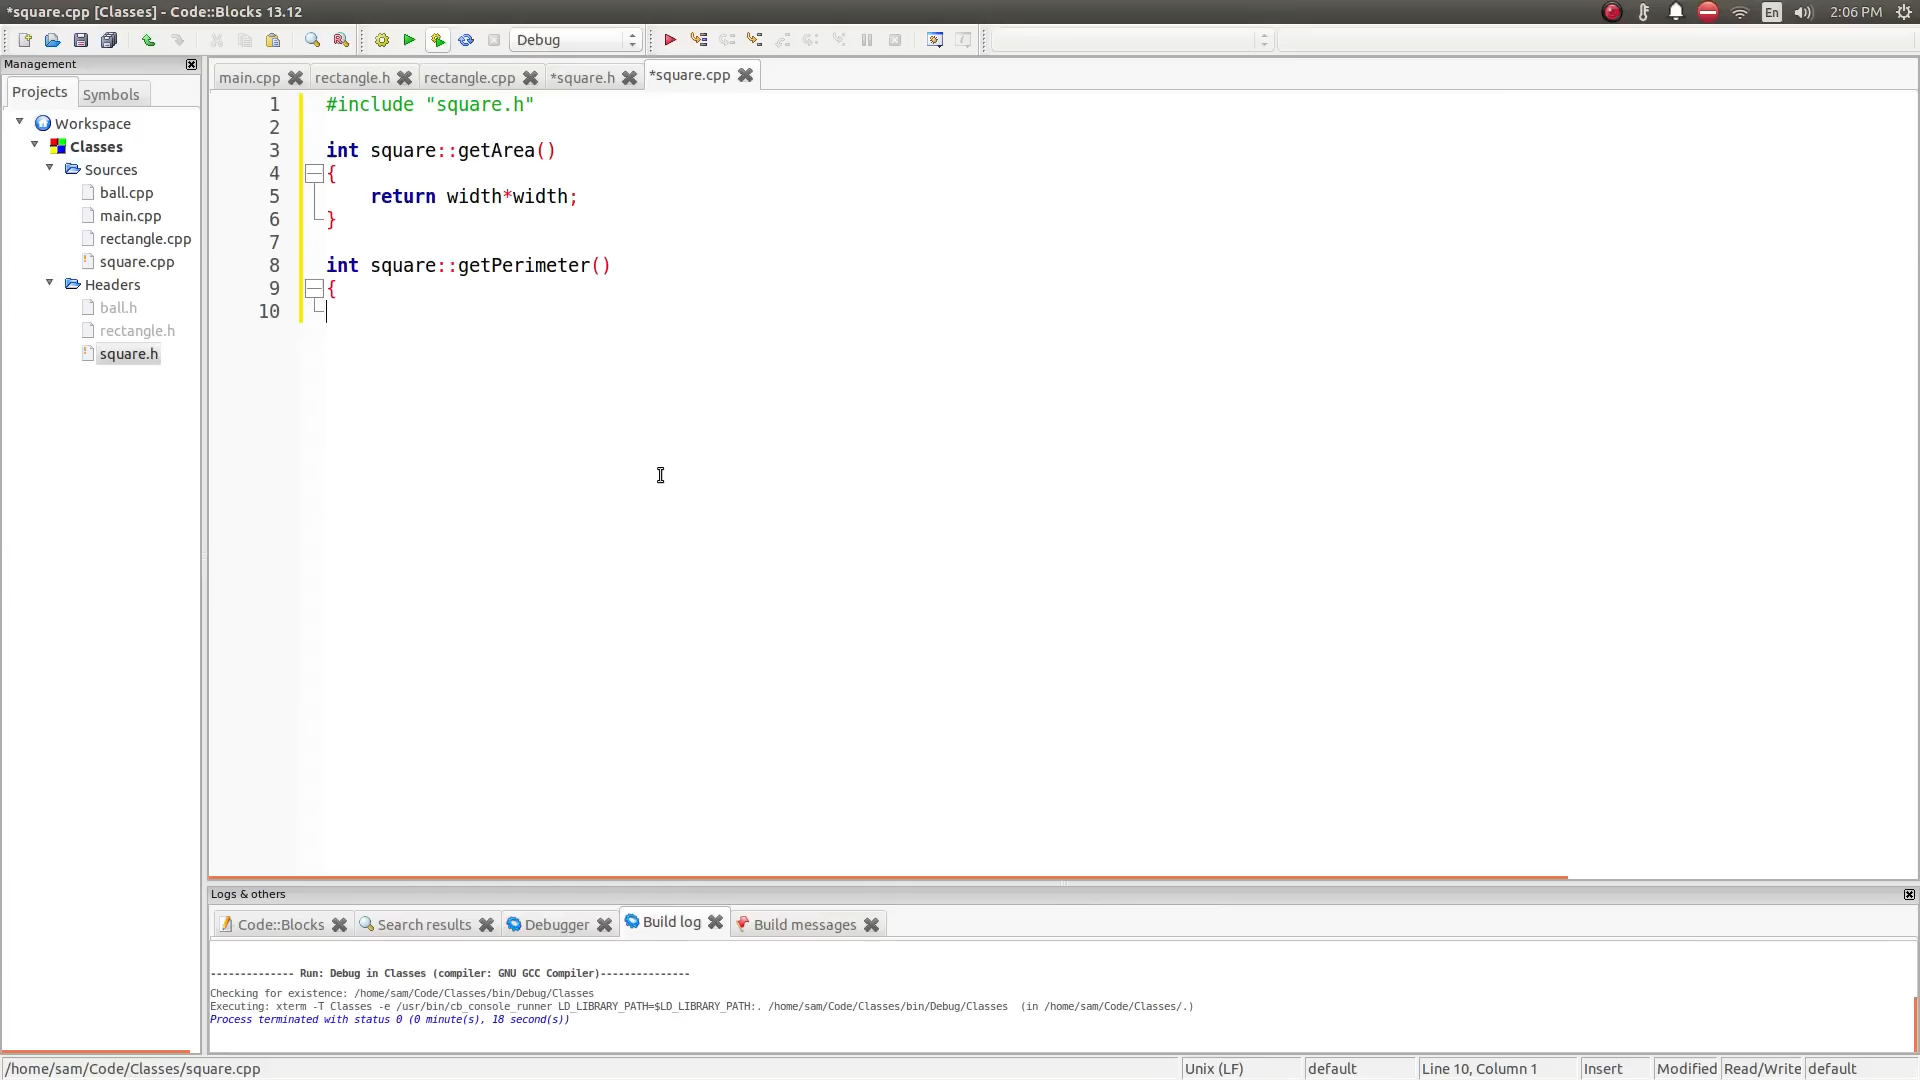 *square.cpp [Classes] - Code::Blocks 13.12
En
2:06 PM
Debug
Management
Projects
Symbols
Workspace
Classes
Sources
ball.cpp
main.cpp
rectangle.cpp
square.cpp
Headers
ball.h
rectangle.h
square.h
main.cpp
rectangle.h
rectangle.cpp
*square.h
*square.cpp
1 #include "square.h"
2
3 int square::getArea()
4 {
5 return width*width;
6 }
7
8 int square::getPerimeter()
9 {
10
Logs & others
Code::Blocks
Search results
Debugger
Build log
Build messages
-------------- Run: Debug in Classes (compiler: GNU GCC Compiler)---------------
Checking for existence: /home/sam/Code/Classes/bin/Debug/Classes
Executing: xterm -T Classes -e /usr/bin/cb_console_runner LD_LIBRARY_PATH=$LD_LIBRARY_PATH:. /home/sam/Code/Classes/bin/Debug/Classes  (in /home/sam/Code/Classes/.)
Process terminated with status 0 (0 minute(s), 18 second(s))
/home/sam/Code/Classes/square.cpp
Unix (LF)
default
Line 10, Column 1
Insert
Modified
Read/Write
default